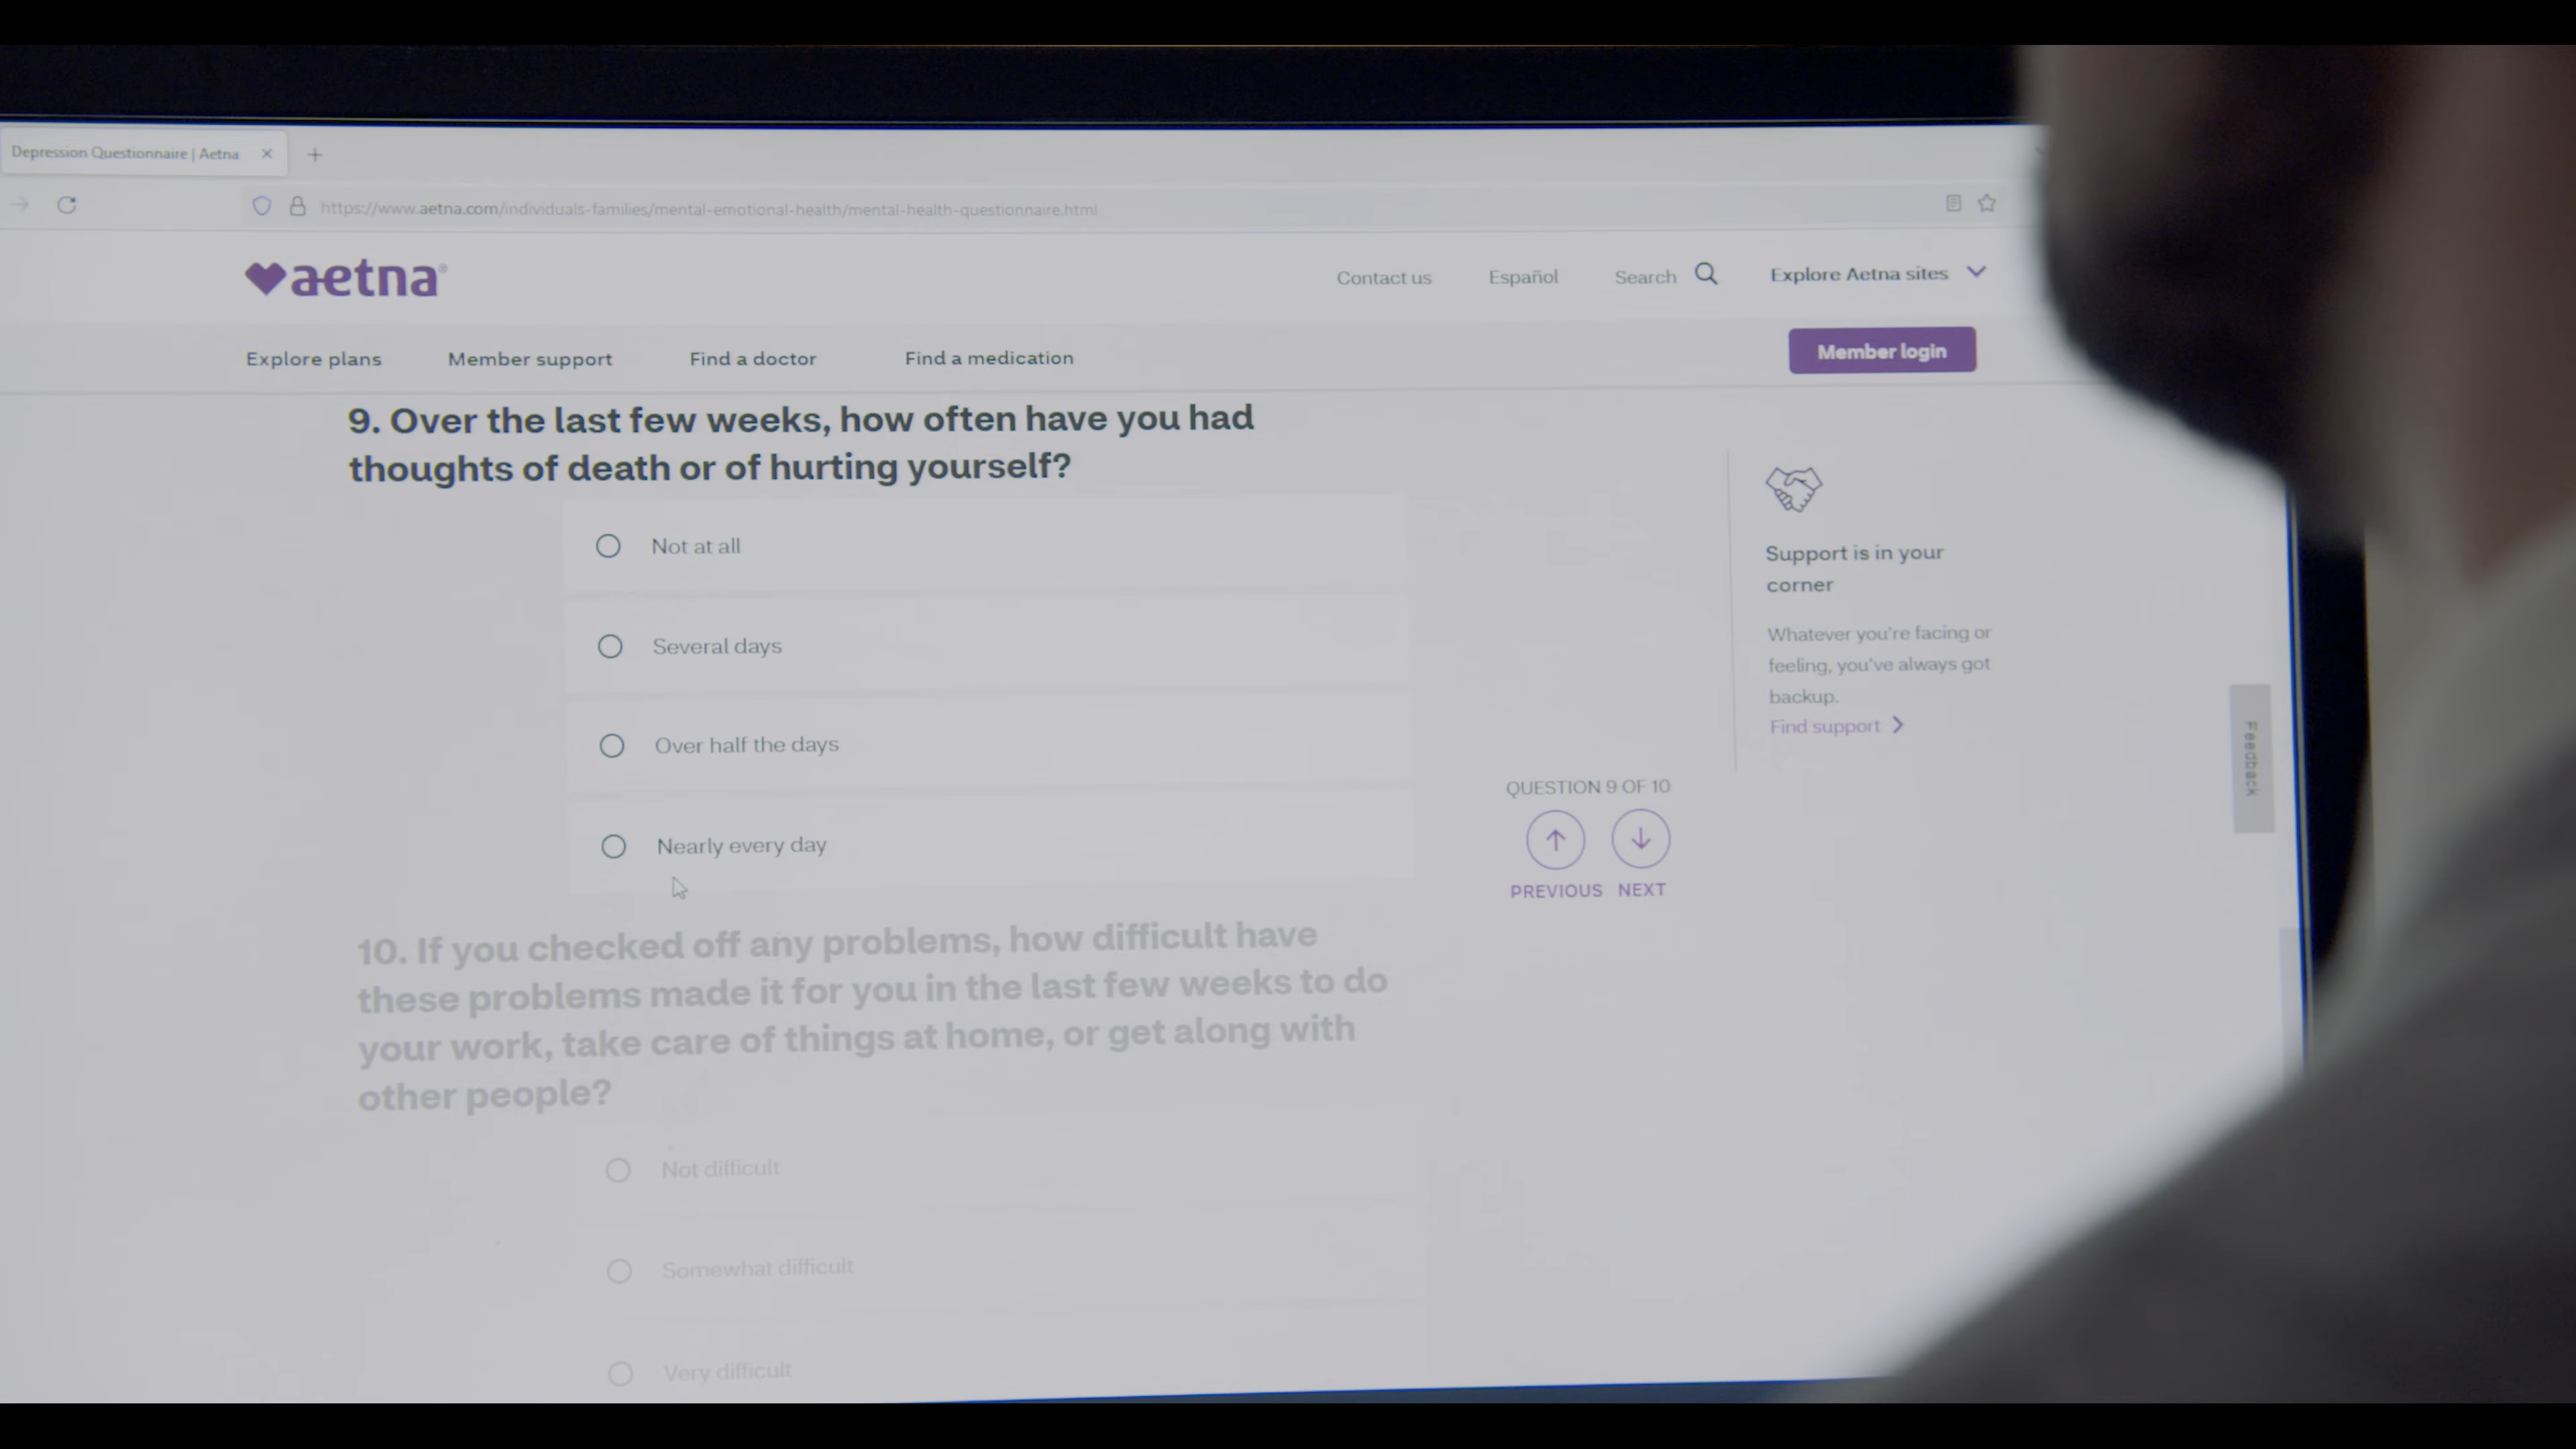 Depression Questionnaire | Aetna
https://www.aetna.com/individuals-families/mental-emotional-health/mental-health-questionnaire.html
aetna®
Contact us
Español
Search
Explore Aetna sites
Explore plans
Member support
Find a doctor
Find a medication
Member login
9. Over the last few weeks, how often have you had
thoughts of death or of hurting yourself?
Not at all
Several days
Over half the days
Nearly every day
Support is in your
corner
Whatever you're facing or
feeling, you've always got
backup.
Find support
Feedback
QUESTION 9 OF 10
PREVIOUS NEXT
10. If you checked off any problems, how difficult have
these problems made it for you in the last few weeks to do
your work, take care of things at home, or get along with
other people?
Not difficult
Somewhat difficult
Very difficult